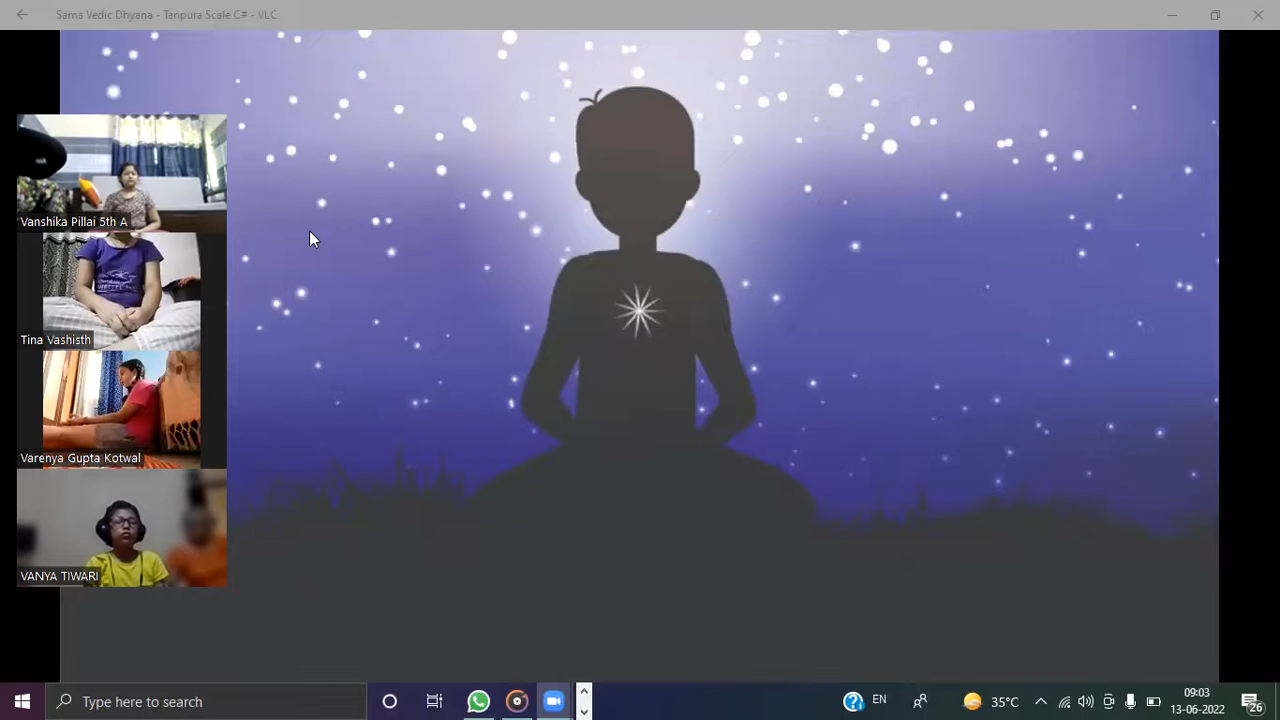 Sama Vedic Dhyana - Tanpura Scale C# - VLC
Vanshika Pillai 5th A
Tina Vashisth
Varenya Gupta Kotwal
VANYA TIWARI
Type here to search
EN
35°C
09:03
13-06-2022
26